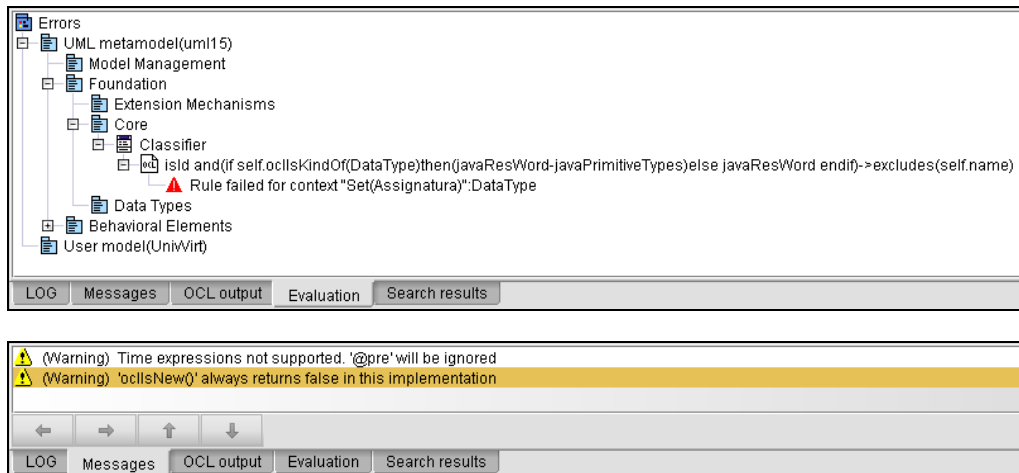 Errors
UML metamodel(uml15)
Model Management
Foundation
Extension Mechanisms
Core
Classifier
ocl isId and(if self.oclIsKindOf(DataType)then(javaResWord-javaPrimitiveTypes)else javaResWord endif)->excludes(self.name)
Rule failed for context "Set(Assignatura)":DataType
Data Types
Behavioral Elements
User model(UniVirt)
LOG Messages OCL output Evaluation Search results
(Warning) Time expressions not supported. '@pre' will be ignored
(Warning) 'oclIsNew()' always returns false in this implementation
LOG Messages OCL output Evaluation Search results